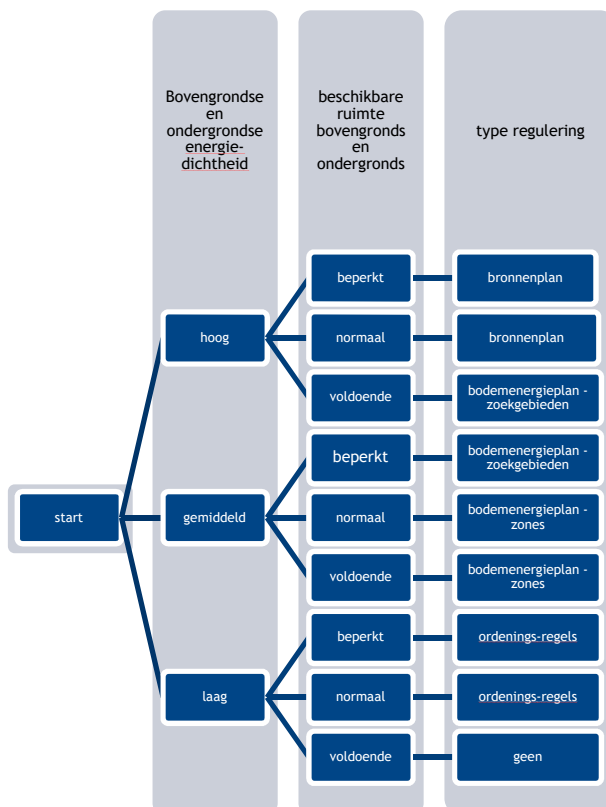 Bovengrondse
en
ondergrondse
energie-
dichtheid
beschikbare
ruimte
bovengronds
en
ondergronds
type regulering
start
hoog
beperkt
bronnenplan
normaal
bronnenplan
voldoende
bodemenergieplan -
zoekgebieden
gemiddeld
beperkt
bodemenergieplan -
zoekgebieden
normaal
bodemenergieplan -
zones
voldoende
bodemenergieplan -
zones
laag
beperkt
ordenings-regels
normaal
ordenings-regels
voldoende
geen